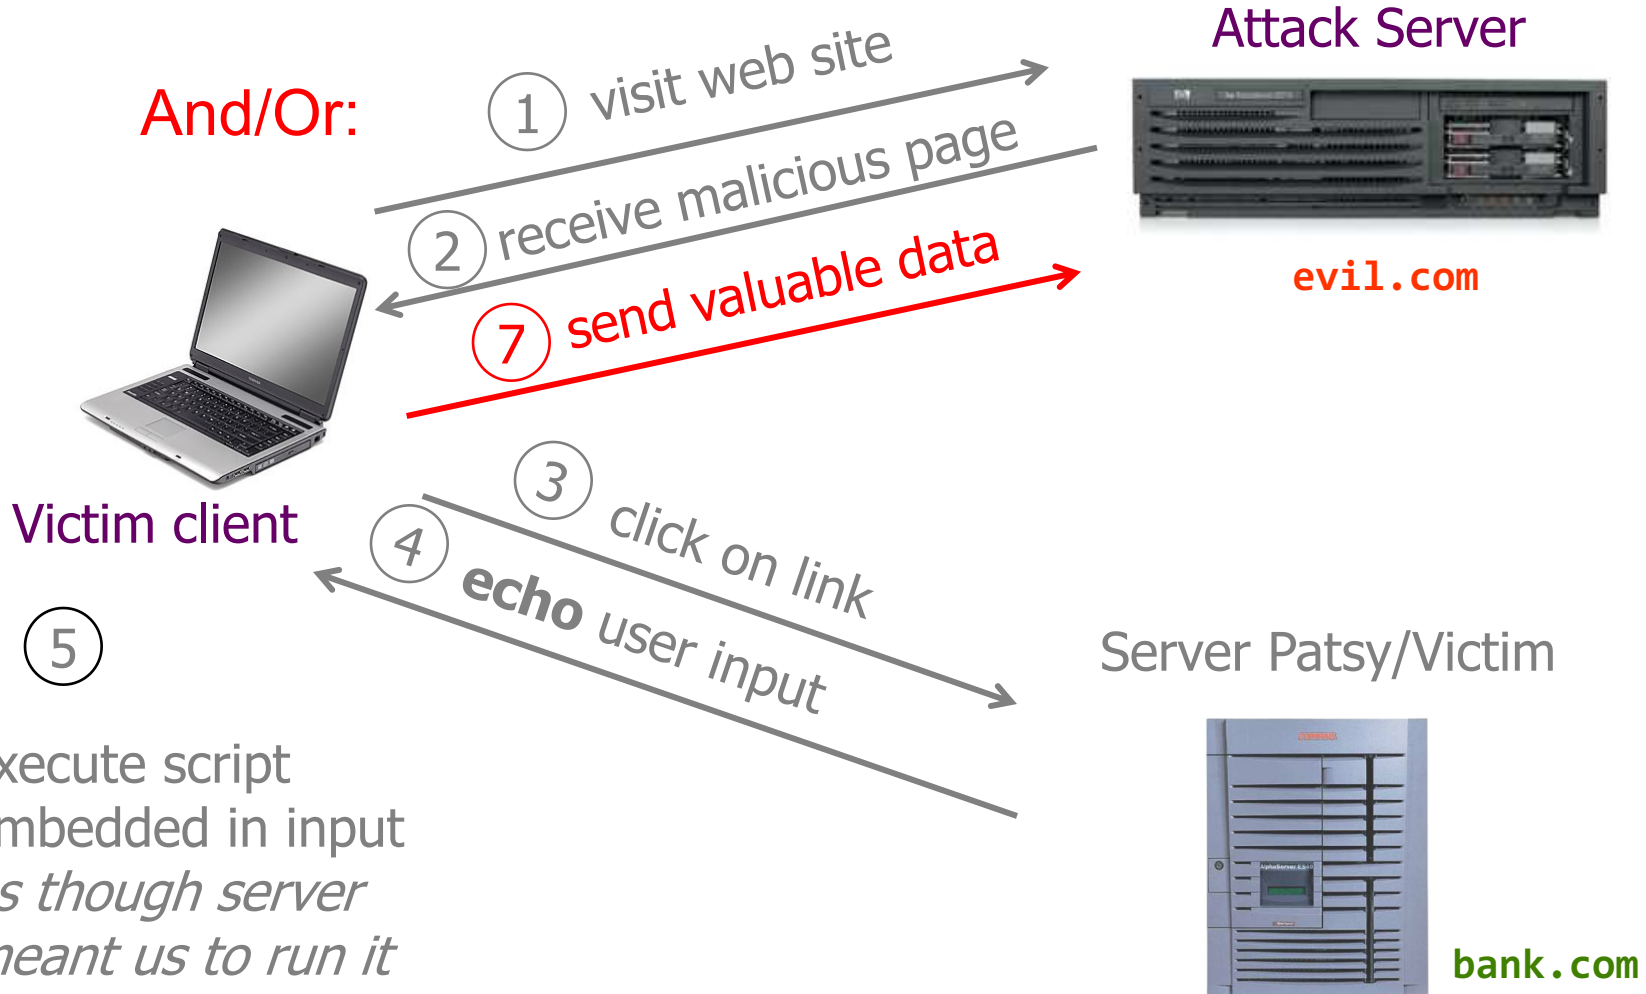 Attack Server
And/Or:
1 visit web site
2 receive malicious page
7 send valuable data
evil.com
Victim client
3 click on link
4 echo user input
5
xecute script
mbedded in input
s though server
eant us to run it
Server Patsy/Victim
AlphaServer
bank.com